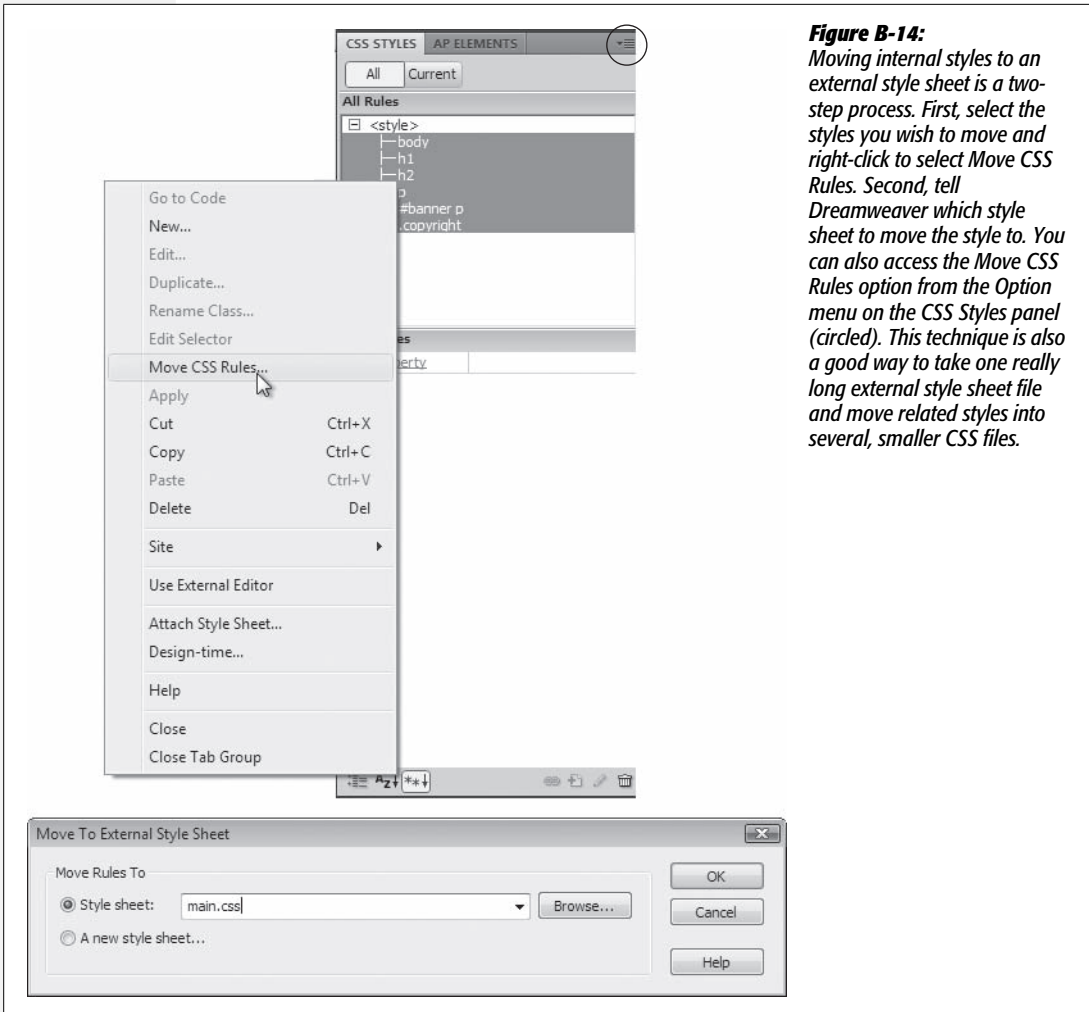 CSS STYLES AP ELEMENTS
All Current
All Rules
<style>
body
h1
h2
p
#banner p
.copyright
Go to Code
New...
Edit...
Duplicate...
Rename Class...
Edit Selector
Move CSS Rules...
Apply
Cut Ctrl+X
Copy Ctrl+C
Paste Ctrl+V
Delete Del
Site
Use External Editor
Attach Style Sheet...
Design-time...
Help
Close
Close Tab Group
es
erty
Move To External Style Sheet
Move Rules To
Style sheet: main.css Browse...
A new style sheet...
OK
Cancel
Help
Figure B-14:
Moving internal styles to an
external style sheet is a two-
step process. First, select the
styles you wish to move and
right-click to select Move CSS
Rules. Second, tell
Dreamweaver which style
sheet to move the style to. You
can also access the Move CSS
Rules option from the Option
menu on the CSS Styles panel
(circled). This technique is also
a good way to take one really
long external style sheet file
and move related styles into
several, smaller CSS files.